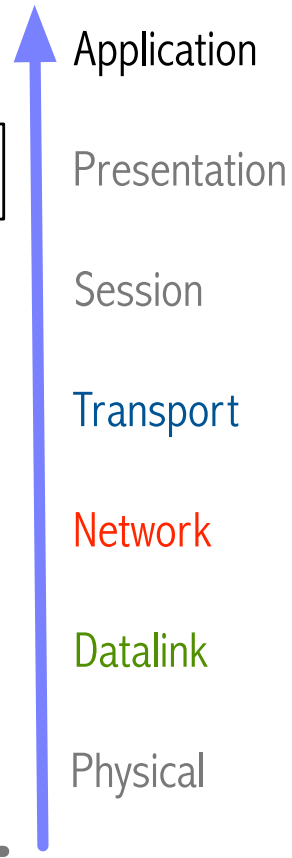 Application
Presentation
Session
Transport
Network
Datalink
Physical